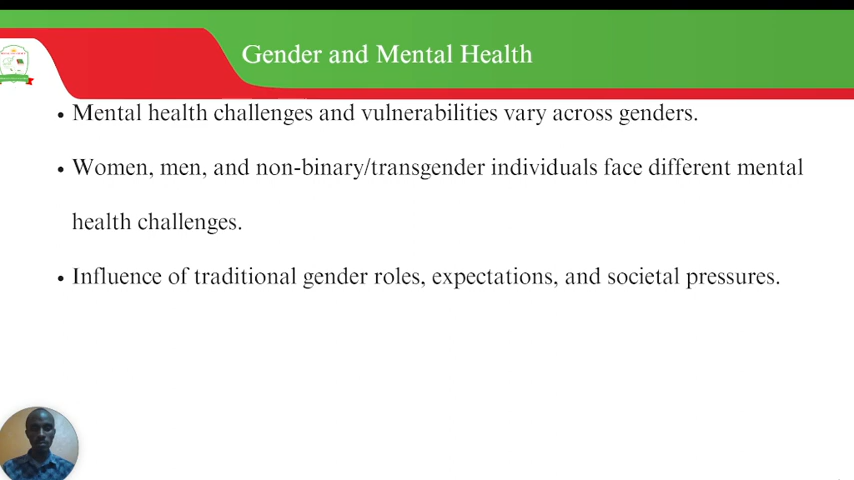 Gender and Mental Health
• Mental health challenges and vulnerabilities vary across genders.
• Women, men, and non-binary/transgender individuals face different mental
health challenges.
• Influence of traditional gender roles, expectations, and societal pressures.